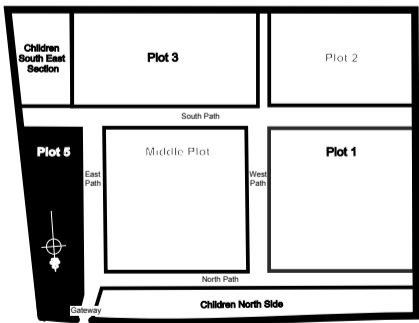 Children
South East
Section
Plot 3
Plot 2
South Path
Plot 5
East
Path
Middle Plot
West
Path
Plot 1
North Path
Gateway
Children North Side